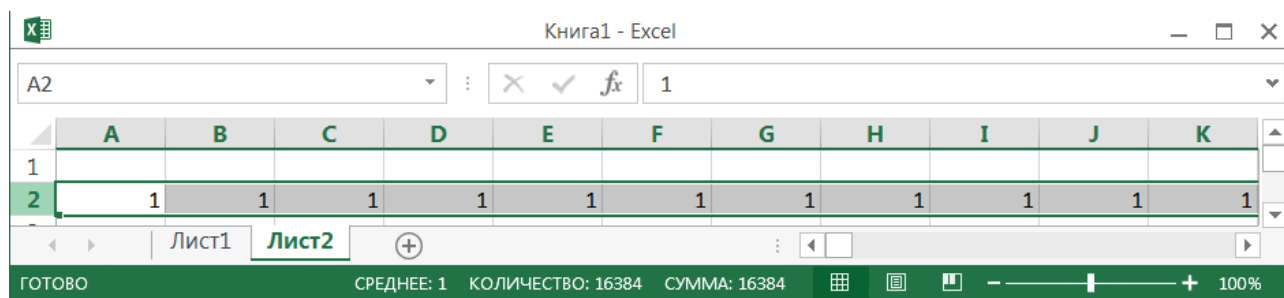 Книга1 - Excel
A2 fx 1
A B C D E F G H I J K
1
2 1 1 1 1 1 1 1 1 1 1 1
Лист1 Лист2
ГОТОВО СРЕДНЕЕ: 1 КОЛИЧЕСТВО: 16384 СУММА: 16384 100%